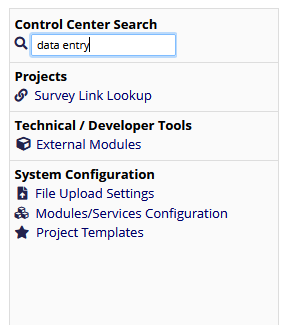 Control Center Search
data entry
Projects
Survey Link Lookup
Technical / Developer Tools
External Modules
System Configuration
File Upload Settings
Modules/Services Configuration
Project Templates